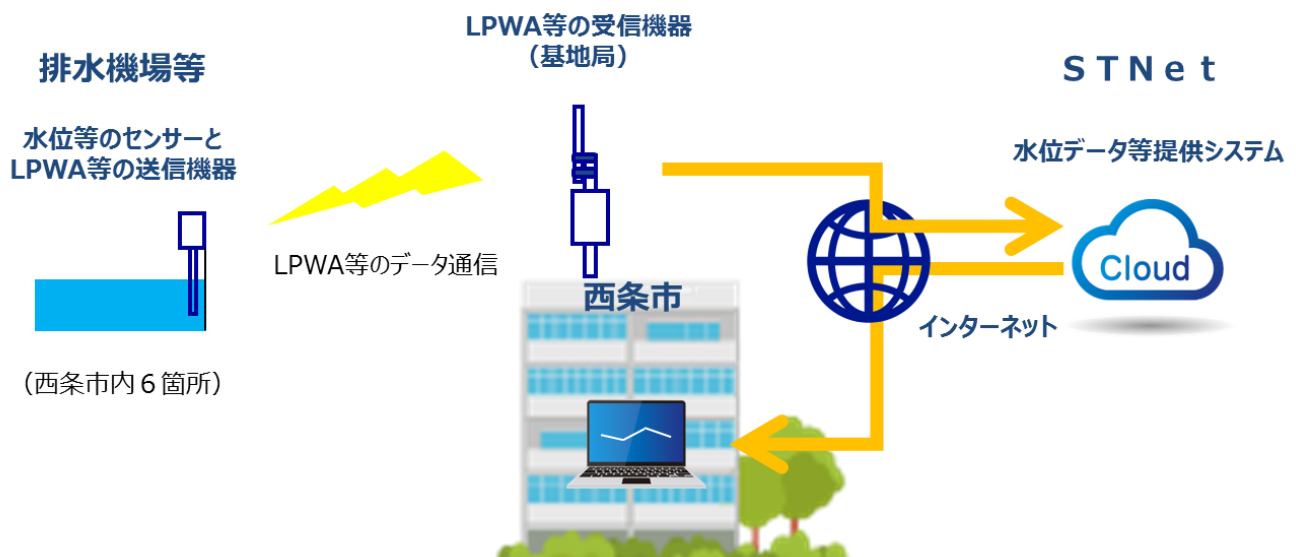 LPWA等の受信機器
（基地局）
排水機場等
水位等のセンサーと
LPWA等の送信機器
LPWA等のデータ通信
（西条市内６箇所）
西条市
インターネット
ＳＴＮｅｔ
水位データ等提供システム
Cloud